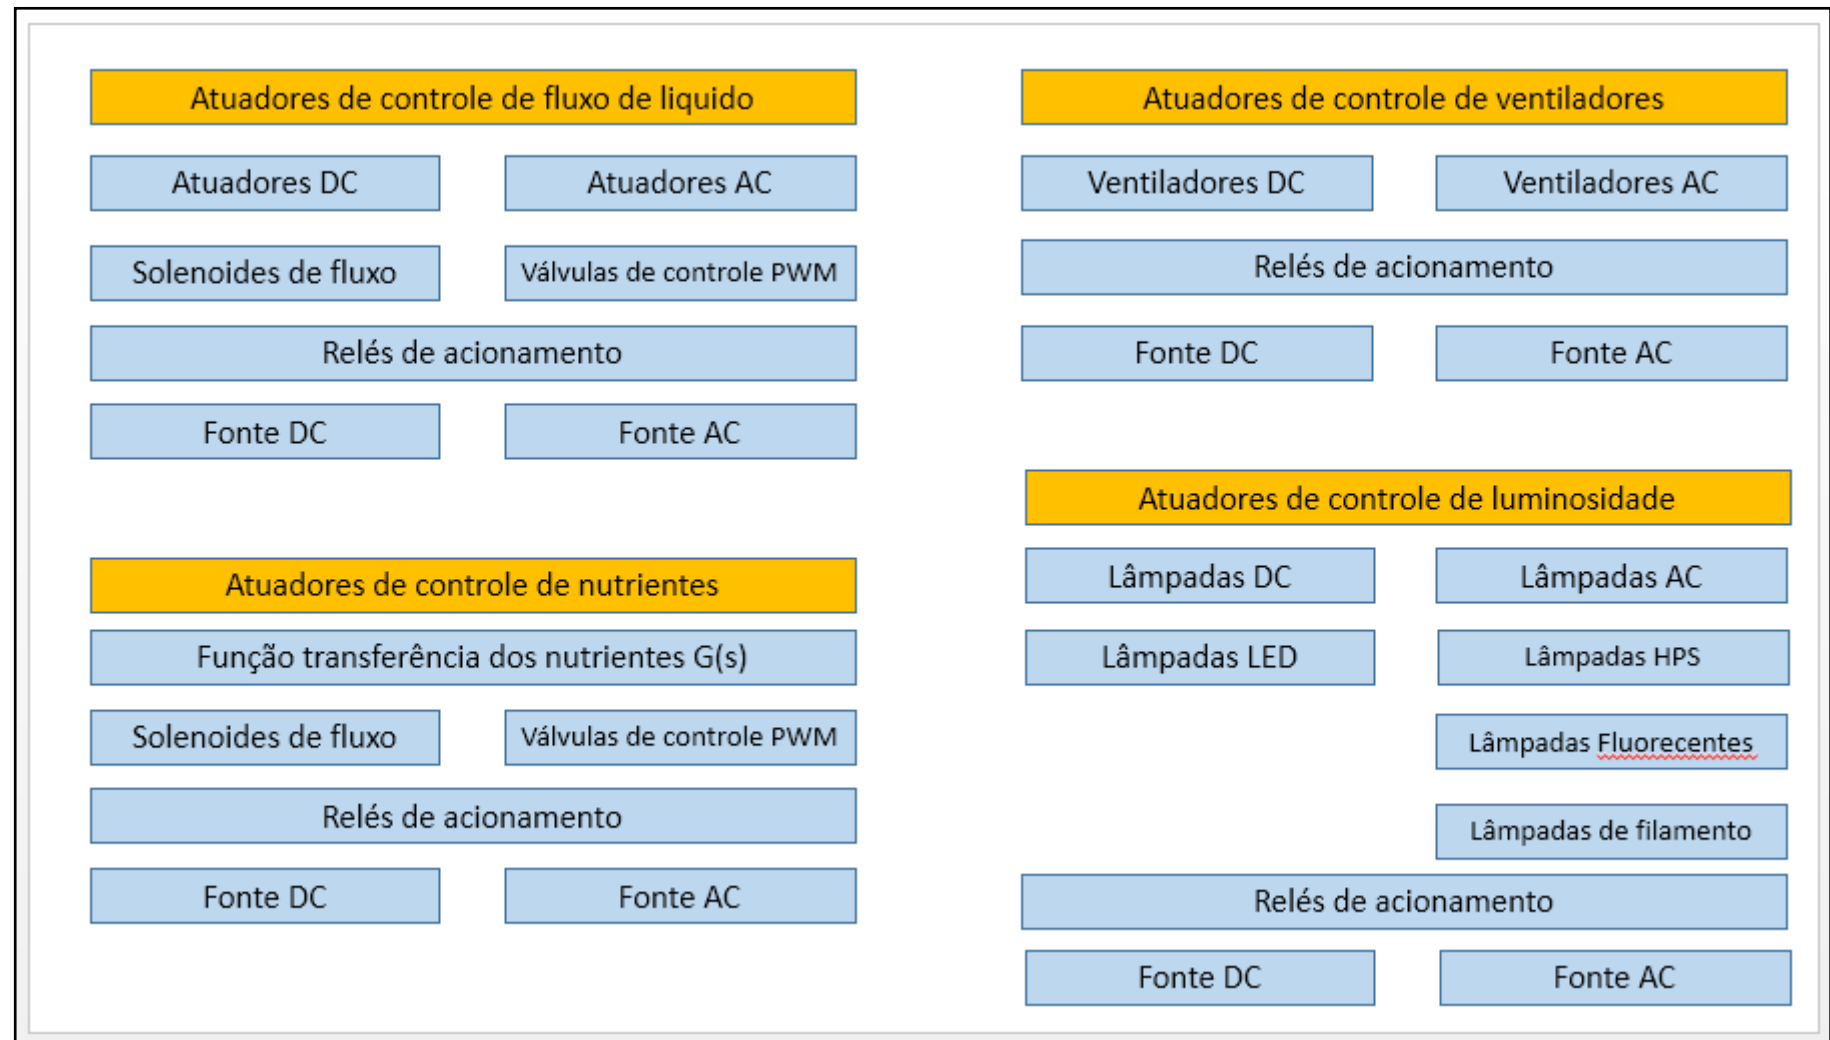 Atuadores de controle de fluxo de liquido
Atuadores DC
Atuadores AC
Solenoides de fluxo
Válvulas de controle PWM
Relés de acionamento
Fonte DC
Fonte AC
Atuadores de controle de nutrientes
Função transferência dos nutrientes G(s)
Solenoides de fluxo
Válvulas de controle PWM
Relés de acionamento
Fonte DC
Fonte AC
Atuadores de controle de ventiladores
Ventiladores DC
Ventiladores AC
Relés de acionamento
Fonte DC
Fonte AC
Atuadores de controle de luminosidade
Lâmpadas DC
Lâmpadas AC
Lâmpadas LED
Lâmpadas HPS
Lâmpadas Fluorecentes
Lâmpadas de filamento
Relés de acionamento
Fonte DC
Fonte AC